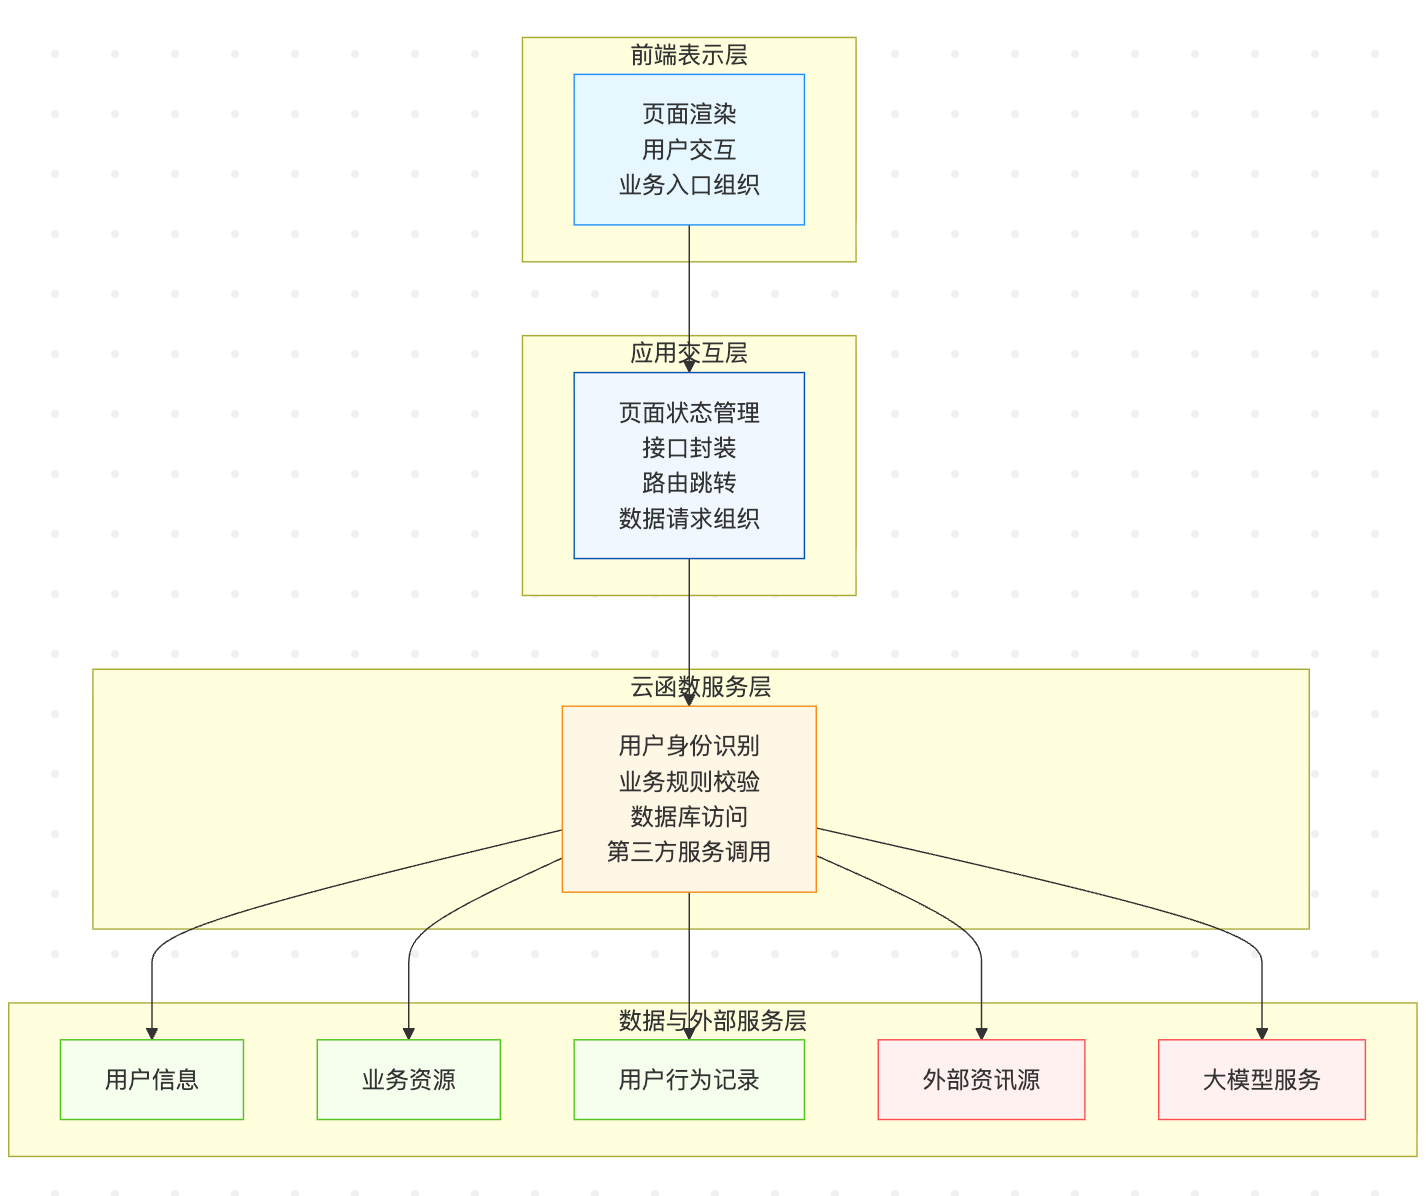 前端表示层
页面渲染
用户交互
业务入口组织
应用交互层
页面状态管理
接口封装
路由跳转
数据请求组织
云函数服务层
用户身份识别
业务规则校验
数据库访问
第三方服务调用
数据与外部服务层
用户信息
业务资源
用户行为记录
外部资讯源
大模型服务